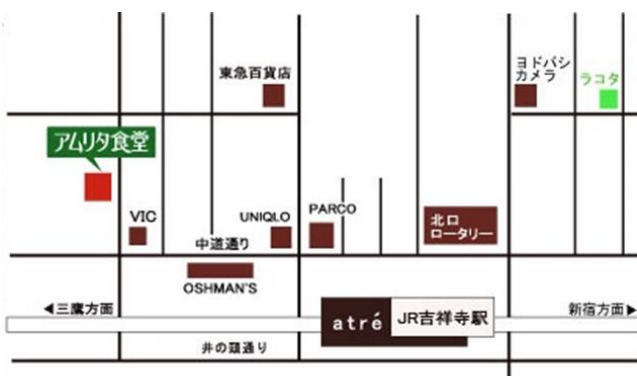 東急百貨店
ヨドバシ
カメラ
ラコタ
アムリタ食堂
VIC
UNIQLO
PARCO
北口
ロータリー
中道通り
OSHMAN'S
◀三鷹方面
atré
JR吉祥寺駅
新宿方面▶
井の頭通り